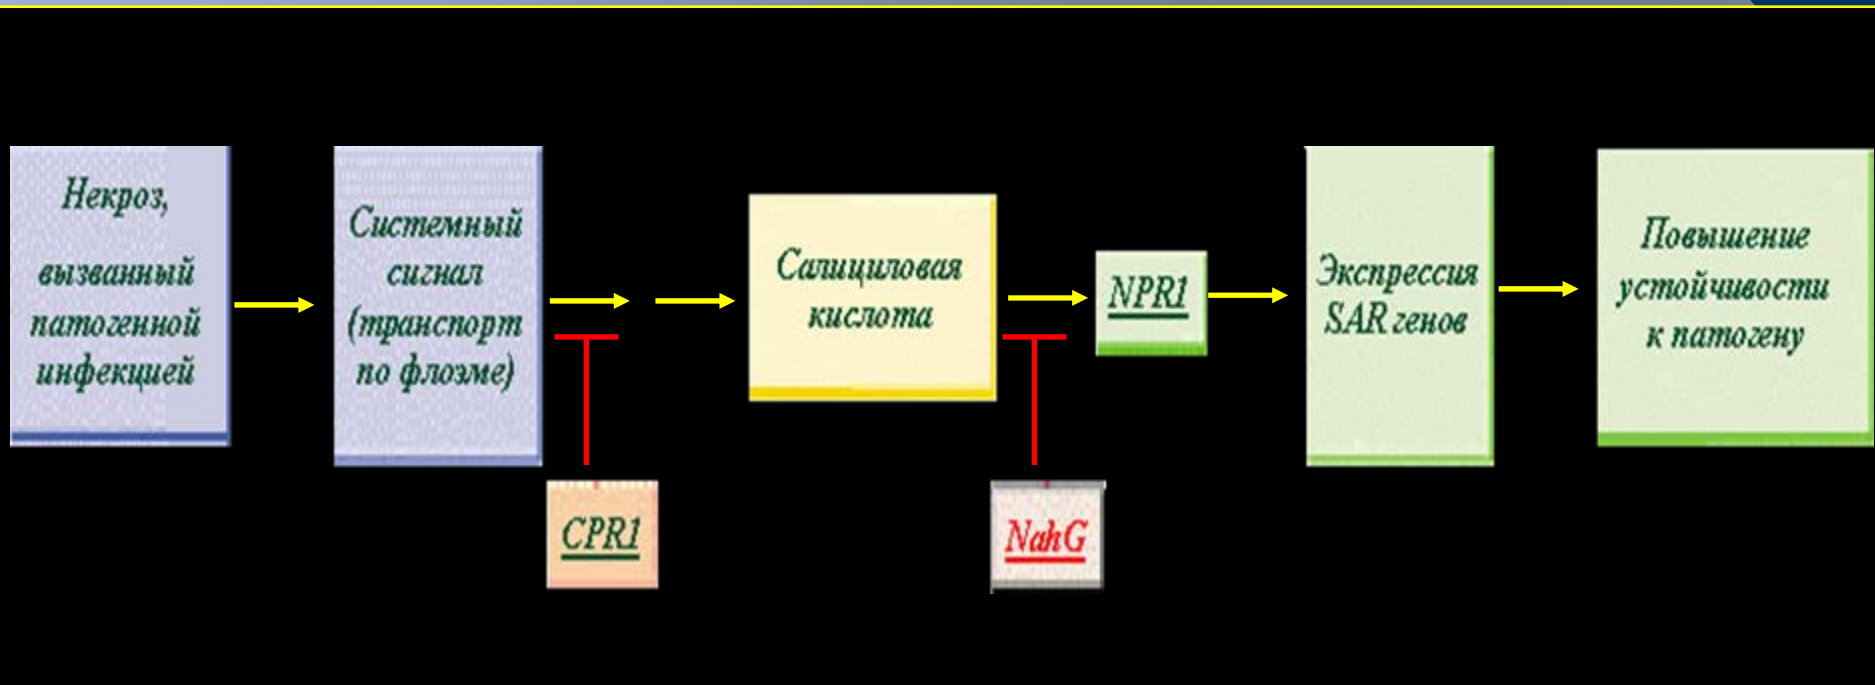 Некроз,
вызванный
патогенной
инфекцией
Системный
сигнал
(транспорт
по флоэме)
Салициловая
кислота
NPR1
Экспрессия
SAR генов
Повышение
устойчивости
к патогену
CPR1
NahG